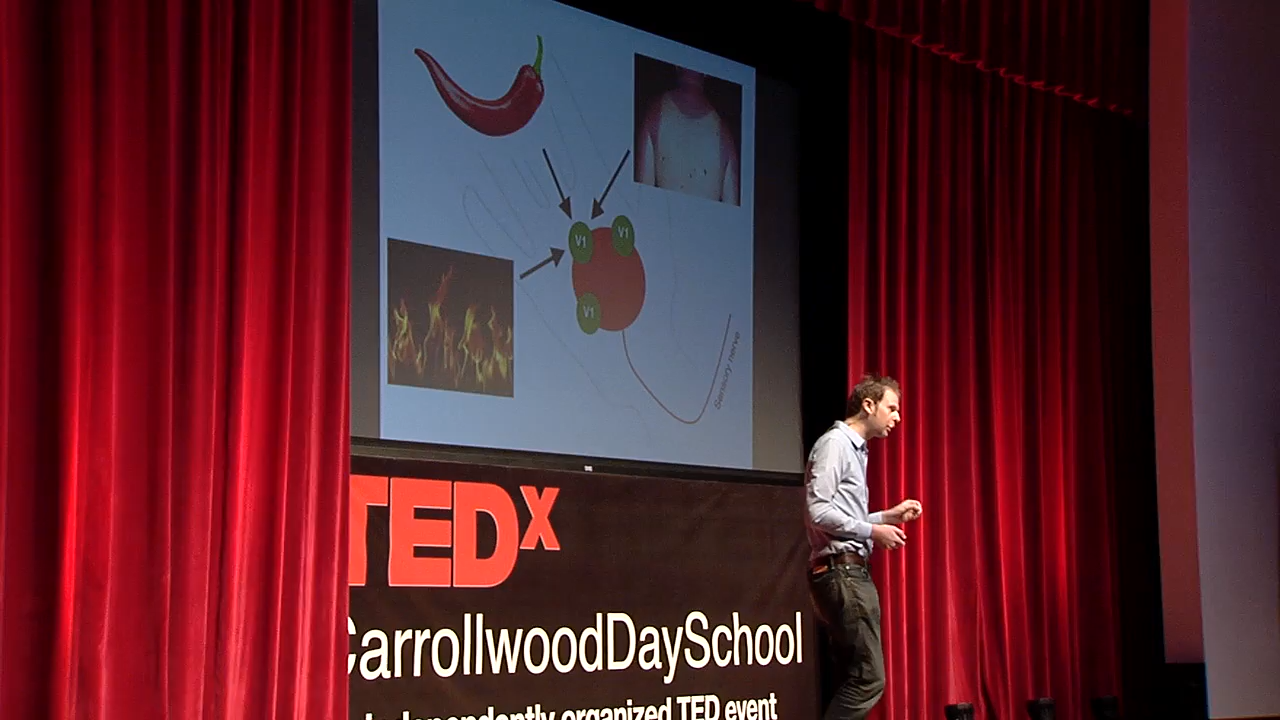 V1
V1
V1
Sensory nerve
TEDx
CarrollwoodDaySchool
Independently organized TED event